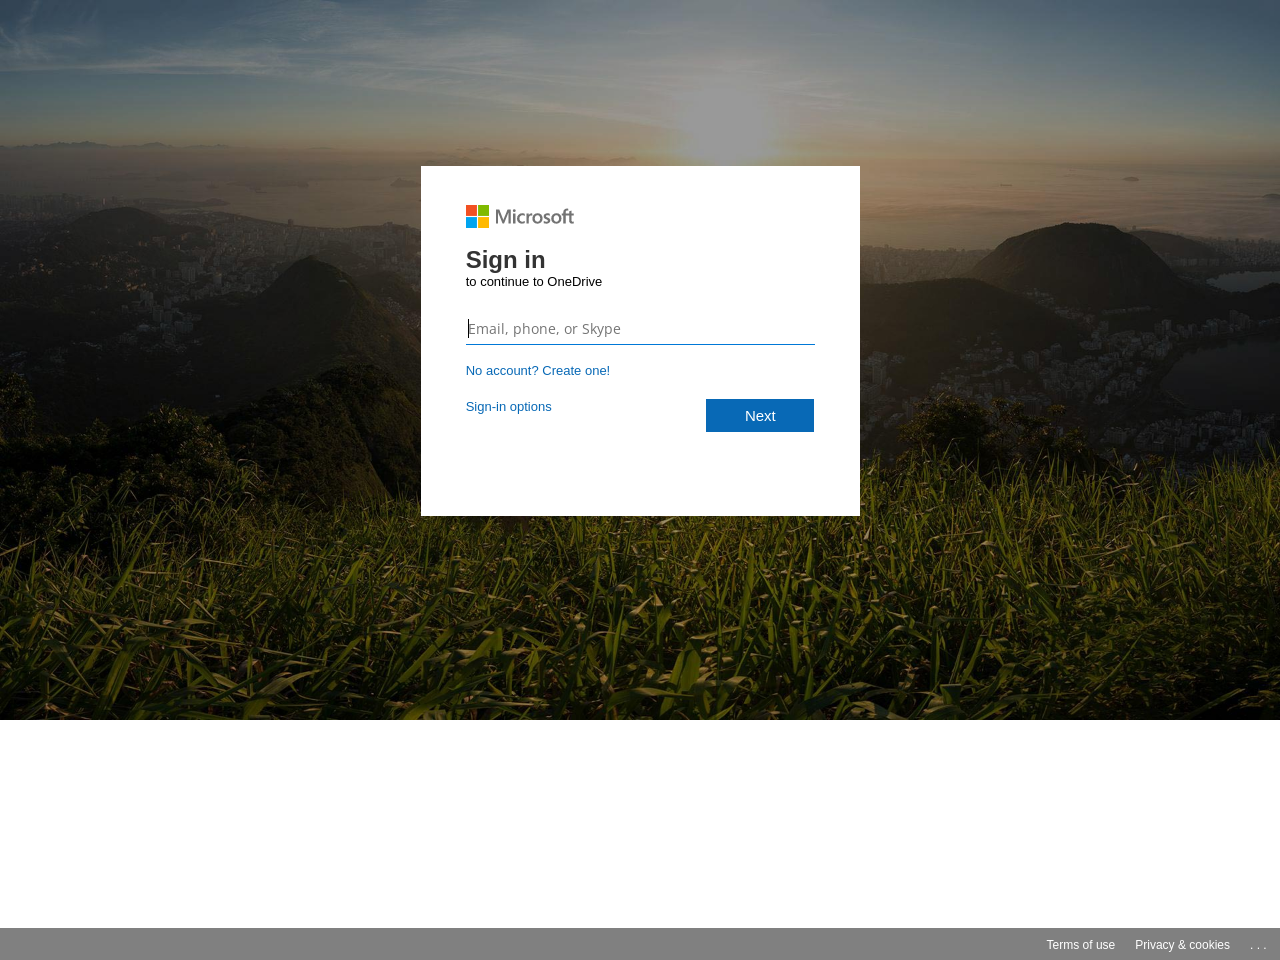 Microsoft
Sign in
to continue to OneDrive
Email, phone, or Skype
No account? Create one!
Sign-in options
Next
Terms of use
Privacy & cookies
. . .